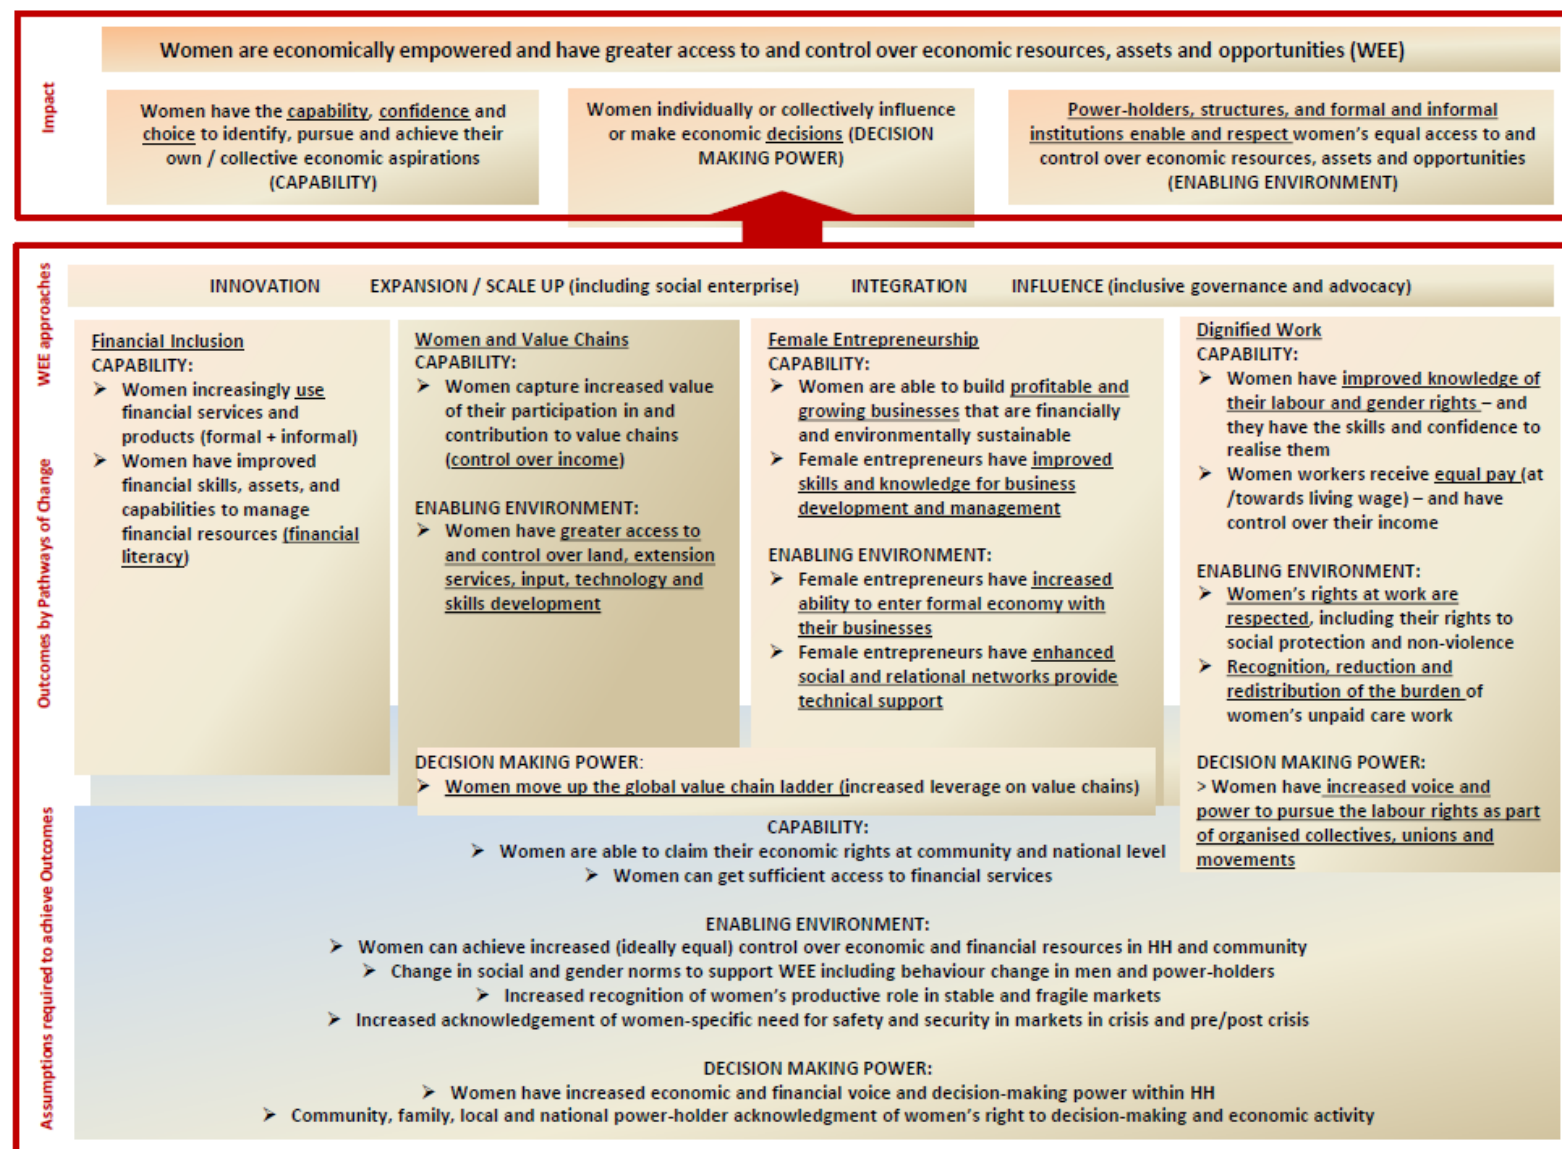 Impact
Women are economically empowered and have greater access to and control over economic resources, assets and opportunities (WEE)
Women have the capability, confidence and
choice to identify, pursue and achieve their
own / collective economic aspirations
(CAPABILITY)
Women individually or collectively influence
or make economic decisions (DECISION
MAKING POWER)
Power-holders, structures, and formal and informal
institutions enable and respect women's equal access to and
control over economic resources, assets and opportunities
(ENABLING ENVIRONMENT)
WEE approaches
INNOVATION EXPANSION / SCALE UP (including social enterprise) INTEGRATION INFLUENCE (inclusive governance and advocacy)
Outcomes by Pathways of Change
Financial Inclusion
CAPABILITY:
➤ Women increasingly use
financial services and
products (formal + informal)
➤ Women have improved
financial skills, assets, and
capabilities to manage
financial resources (financial
literacy)
Women and Value Chains
CAPABILITY:
➤ Women capture increased value
of their participation in and
contribution to value chains
(control over income)
ENABLING ENVIRONMENT:
➤ Women have greater access to
and control over land, extension
services, input, technology and
skills development
Female Entrepreneurship
CAPABILITY:
➤ Women are able to build profitable and
growing businesses that are financially
and environmentally sustainable
➤ Female entrepreneurs have improved
skills and knowledge for business
development and management
ENABLING ENVIRONMENT:
➤ Female entrepreneurs have increased
ability to enter formal economy with
their businesses
➤ Female entrepreneurs have enhanced
social and relational networks provide
technical support
DECISION MAKING POWER:
➤ Women move up the global value chain ladder (increased leverage on value chains)
Dignified Work
CAPABILITY:
➤ Women have improved knowledge of
their labour and gender rights – and
they have the skills and confidence to
realise them
➤ Women workers receive equal pay (at
/towards living wage) – and have
control over their income
ENABLING ENVIRONMENT:
➤ Women's rights at work are
respected, including their rights to
social protection and non-violence
➤ Recognition, reduction and
redistribution of the burden of
women's unpaid care work
DECISION MAKING POWER:
> Women have increased voice and
power to pursue the labour rights as part
of organised collectives, unions and
movements
Assumptions required to achieve Outcomes
CAPABILITY:
➤ Women are able to claim their economic rights at community and national level
➤ Women can get sufficient access to financial services
ENABLING ENVIRONMENT:
➤ Women can achieve increased (ideally equal) control over economic and financial resources in HH and community
➤ Change in social and gender norms to support WEE including behaviour change in men and power-holders
➤ Increased recognition of women's productive role in stable and fragile markets
➤ Increased acknowledgement of women-specific need for safety and security in markets in crisis and pre/post crisis
DECISION MAKING POWER:
➤ Women have increased economic and financial voice and decision-making power within HH
➤ Community, family, local and national power-holder acknowledgment of women's right to decision-making and economic activity